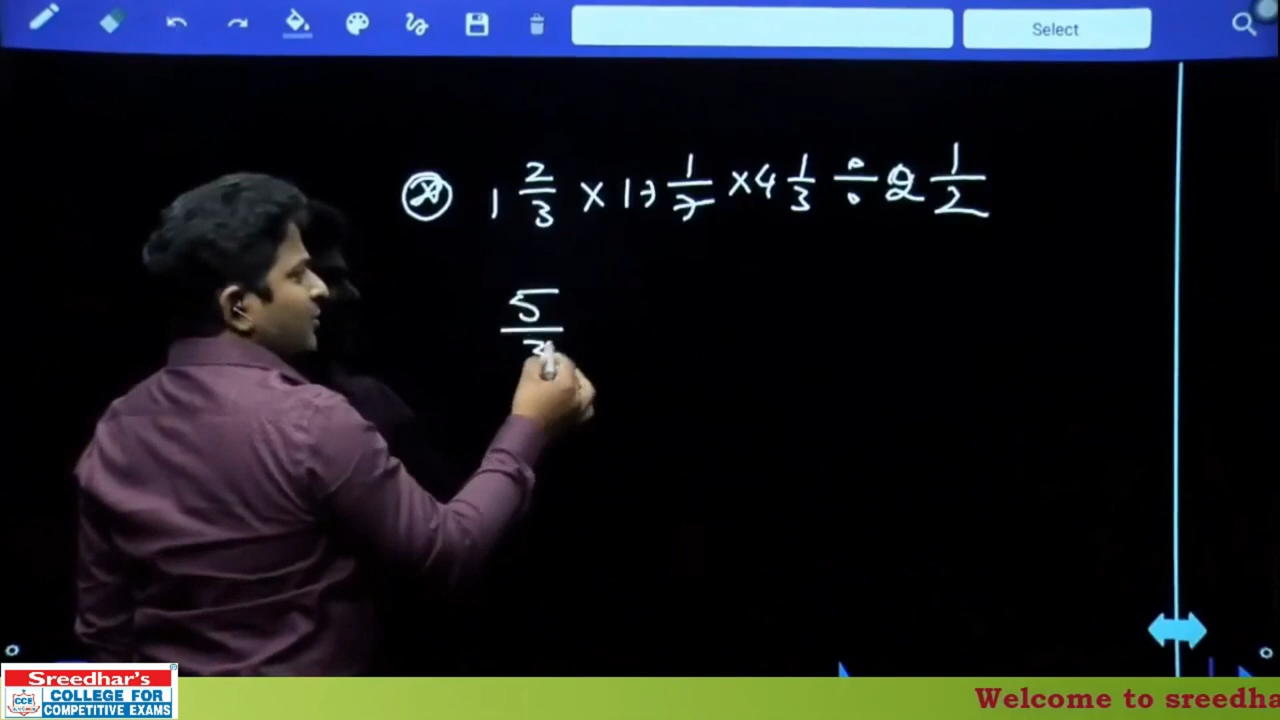 Select
1 2/3 × 17 1/7 × 4 1/3 ÷ 2 1/2
5/3
Sreedhar's
CCE
COLLEGE FOR
COMPETITIVE EXAMS
Welcome to sreedha